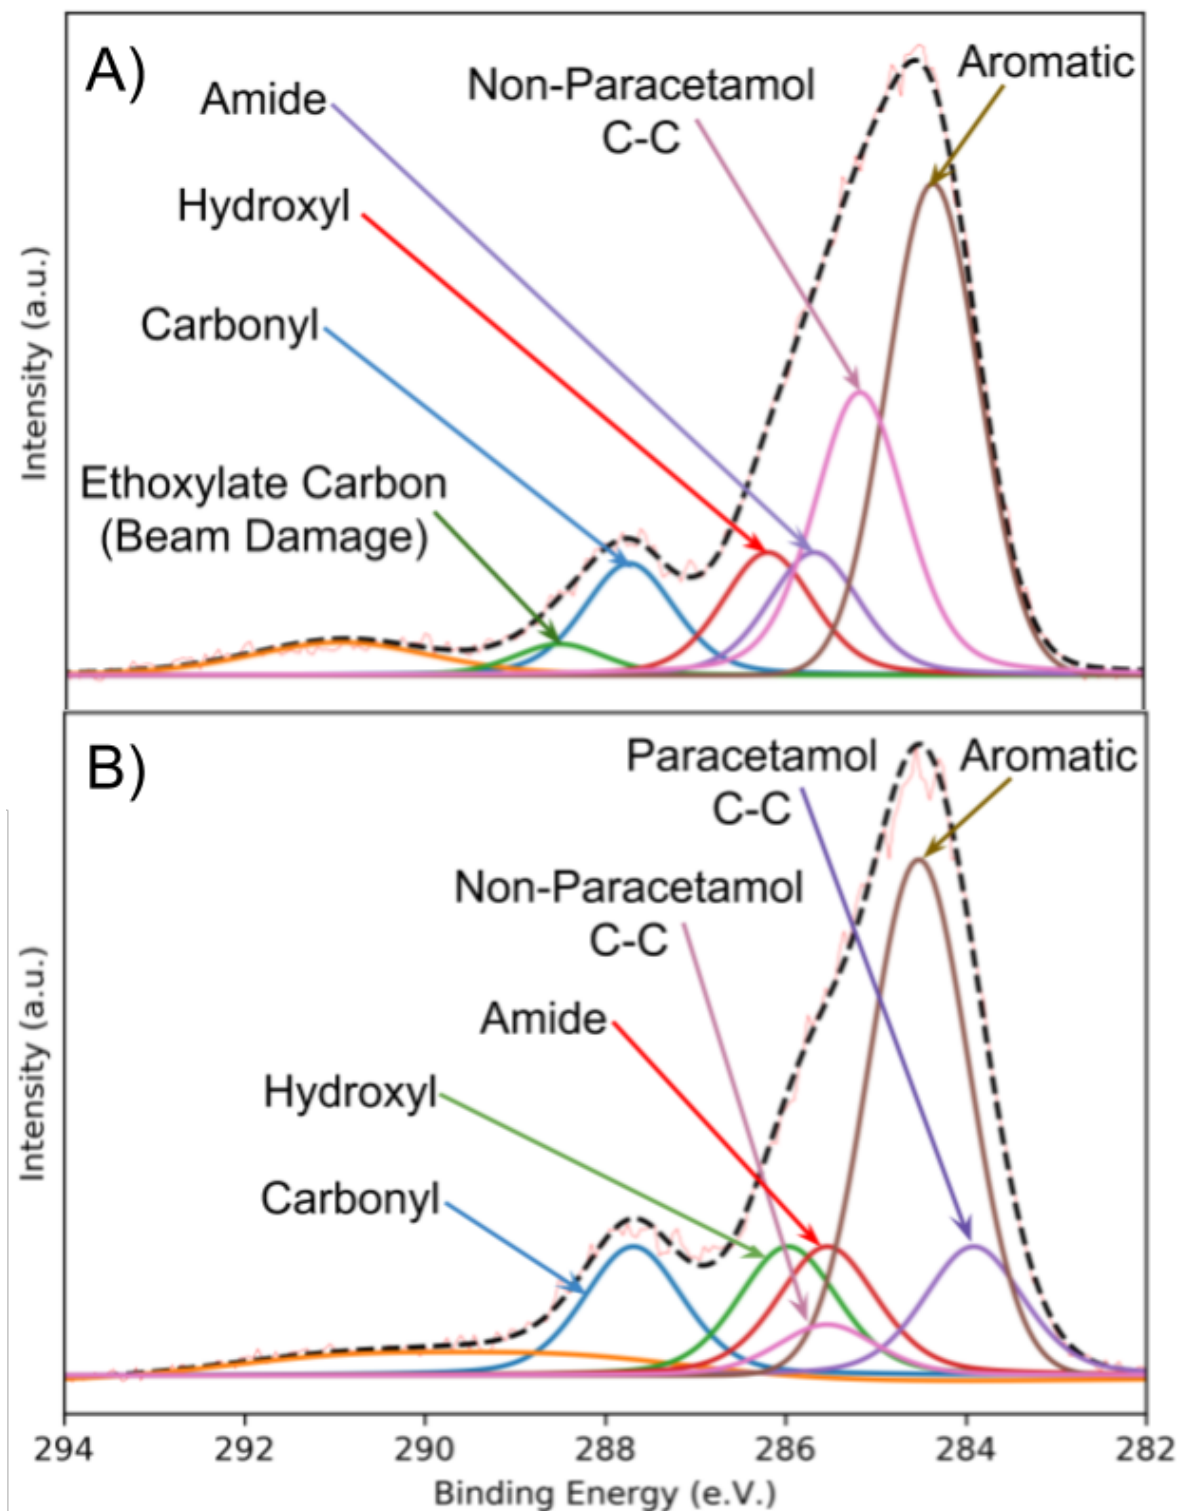 A)
Aromatic
Non-Paracetamol
C-C
Amide
Hydroxyl
Carbonyl
Ethoxylate Carbon
(Beam Damage)
Intensity (a.u.)
B)
Paracetamol
C-C
Aromatic
Non-Paracetamol
C-C
Amide
Hydroxyl
Carbonyl
Intensity (a.u.)
294 292 290 288 286 284 282
Binding Energy (e.V.)